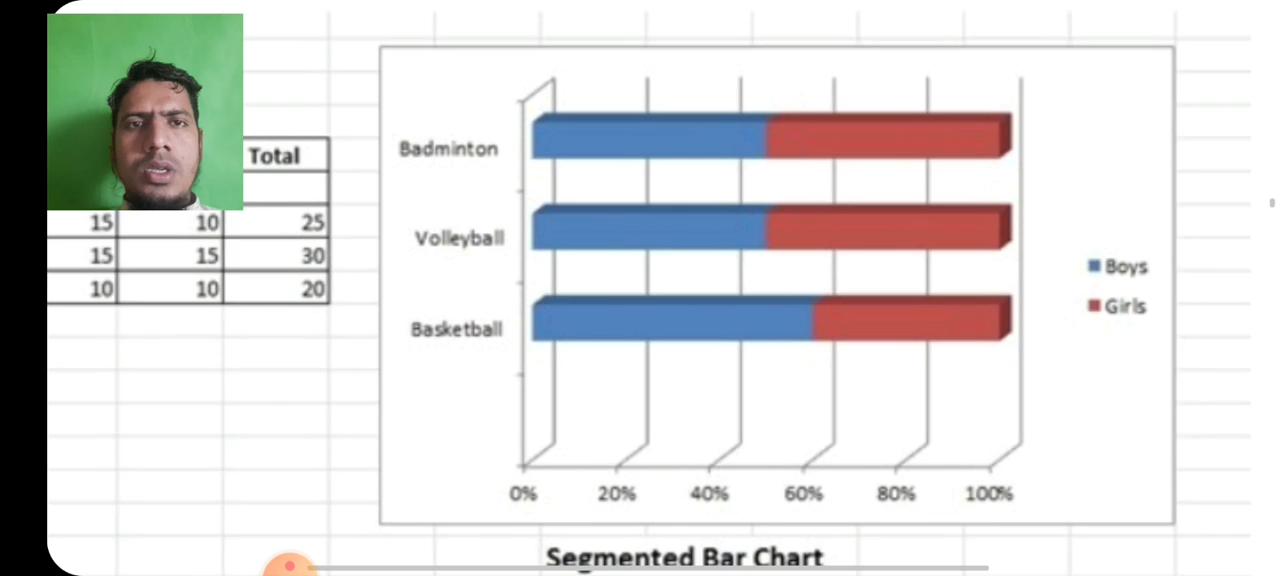 Total
15 10 25
15 15 30
10 10 20
Badminton
Volleyball
Basketball
0% 20% 40% 60% 80% 100%
Boys
Girls
Segmented Bar Chart